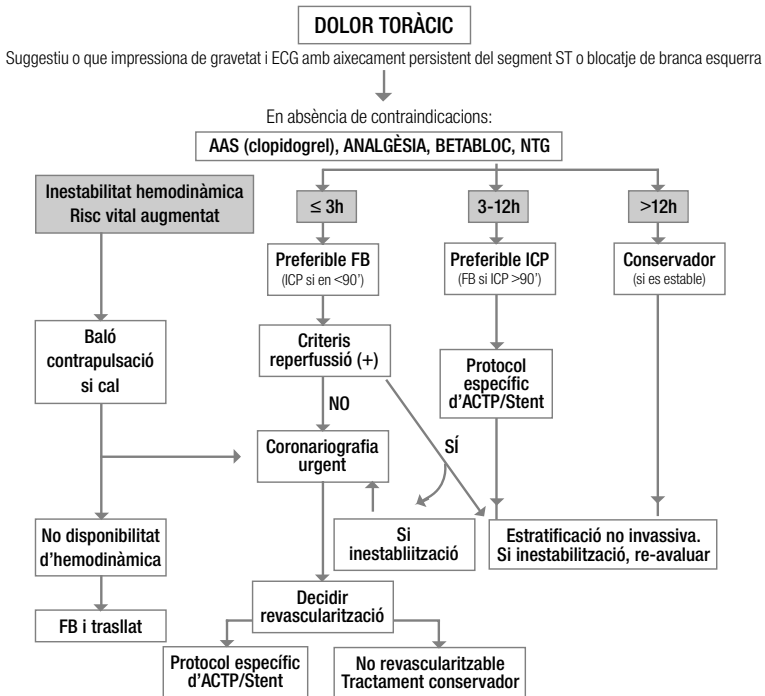 DOLOR TORÀCIC
Suggestiu o que impressiona de gravetat i ECG amb aixecament persistent del segment ST o blocatje de branca esquerra
En absència de contraindicacions:
AAS (clopidogrel), ANALGÈSIA, BETABLOC, NTG
Inestabilitat hemodinàmica
Risc vital augmentat
≤ 3h
3-12h
>12h
Preferible FB
(ICP si en <90’)
Preferible ICP
(FB si ICP >90’)
Conservador
(si es estable)
Baló
contrapulsació
si cal
Criteris
reperfussió (+)
Protocol
específic
d’ACTP/Stent
NO
SÍ
Coronariografia
urgent
No disponibilitat
d’hemodinàmica
Si
inestabliització
Estratificació no invassiva.
Si inestabilització, re-avaluar
FB i trasllat
Decidir
revascularització
Protocol específic
d’ACTP/Stent
No revascularitzable
Tractament conservador